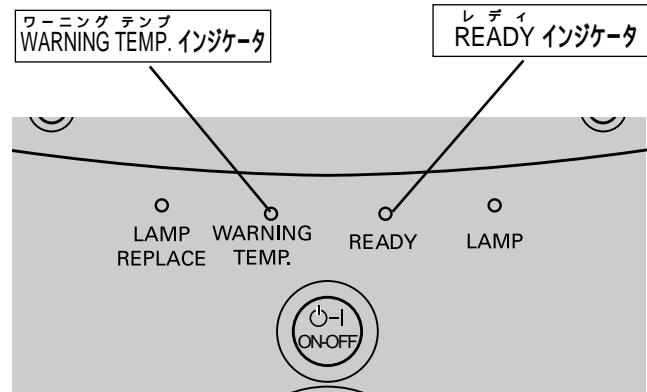 ワーニング テンプ
WARNING TEMP. インジケータ
レディ
READY インジケータ
LAMP
REPLACE
WARNING
TEMP.
READY
LAMP
ON-OFF